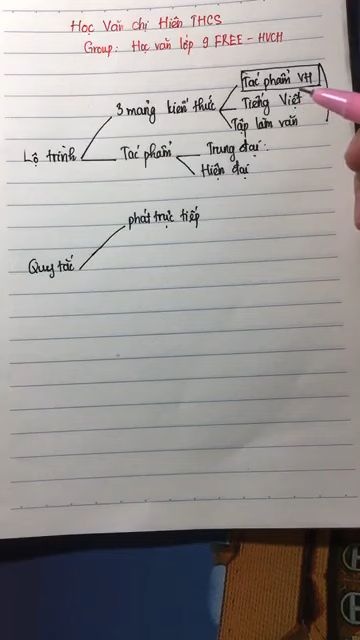 Học Văn chị Hiên THCS
Group: Học văn lớp 9 FREE - HVCH
Tác phẩm VH
3 mảng kiến thức
Tiếng Việt
Tập làm văn
Lộ trình
Tác phẩm
Trung đại:
Hiện đại
phát trực tiếp
Quy tắc